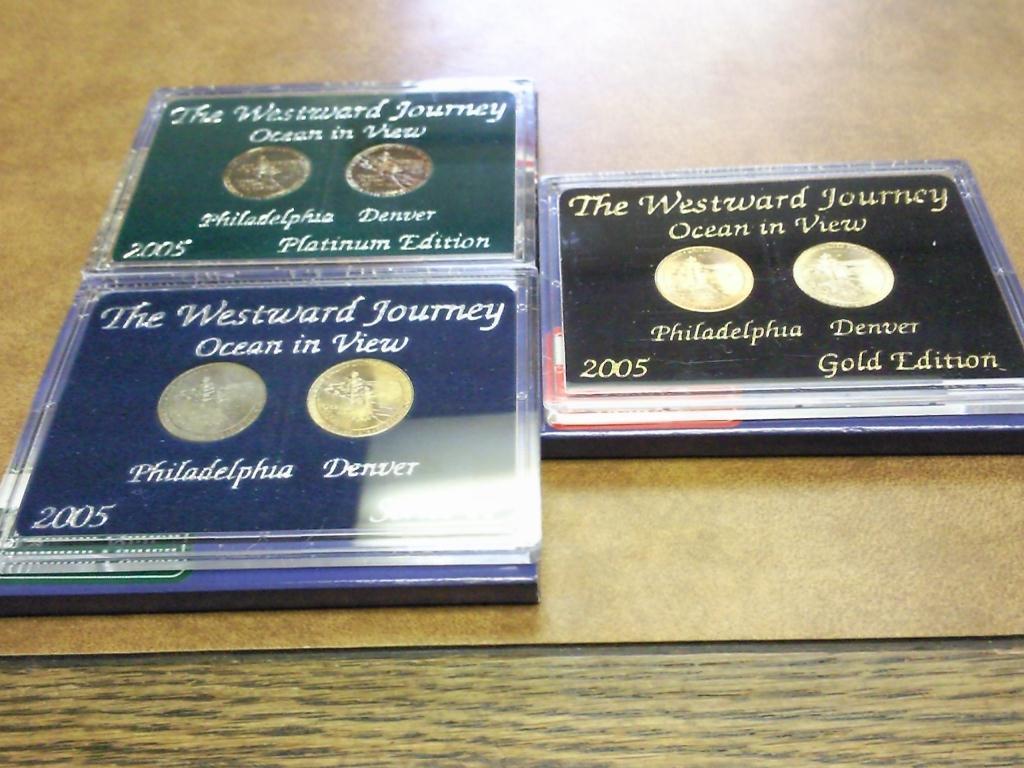 The Westward Journey
Ocean in View
Philadelphia Denver
2005 Platinum Edition
The Westward Journey
Ocean in View
Philadelphia Denver
2005 Gold Edition
The Westward Journey
Ocean in View
Philadelphia Denver
2005